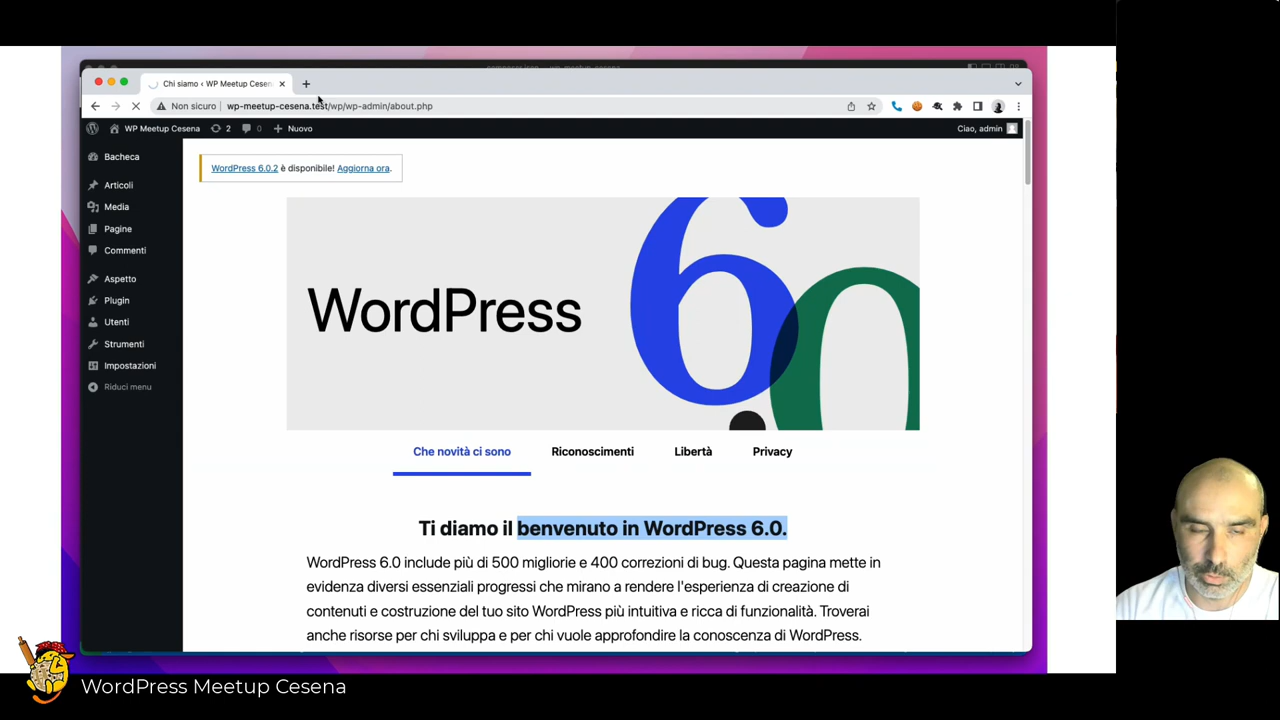 Chi siamo ‹ WP Meetup Cesen
Non sicuro
wp-meetup-cesena.test/wp/wp-admin/about.php
WP Meetup Cesena
2
0
Nuovo
Ciao, admin
Bacheca
Articoli
Media
Pagine
Commenti
Aspetto
Plugin
Utenti
Strumenti
Impostazioni
Riduci menu
WordPress 6.0.2 è disponibile! Aggiorna ora.
WordPress
6.0
Che novità ci sono
Riconoscimenti
Libertà
Privacy
Ti diamo il benvenuto in WordPress 6.0.
WordPress 6.0 include più di 500 migliorie e 400 correzioni di bug. Questa pagina mette in
evidenza diversi essenziali progressi che mirano a rendere l'esperienza di creazione di
contenuti e costruzione del tuo sito WordPress più intuitiva e ricca di funzionalità. Troverai
anche risorse per chi sviluppa e per chi vuole approfondire la conoscenza di WordPress.
WordPress Meetup Cesena